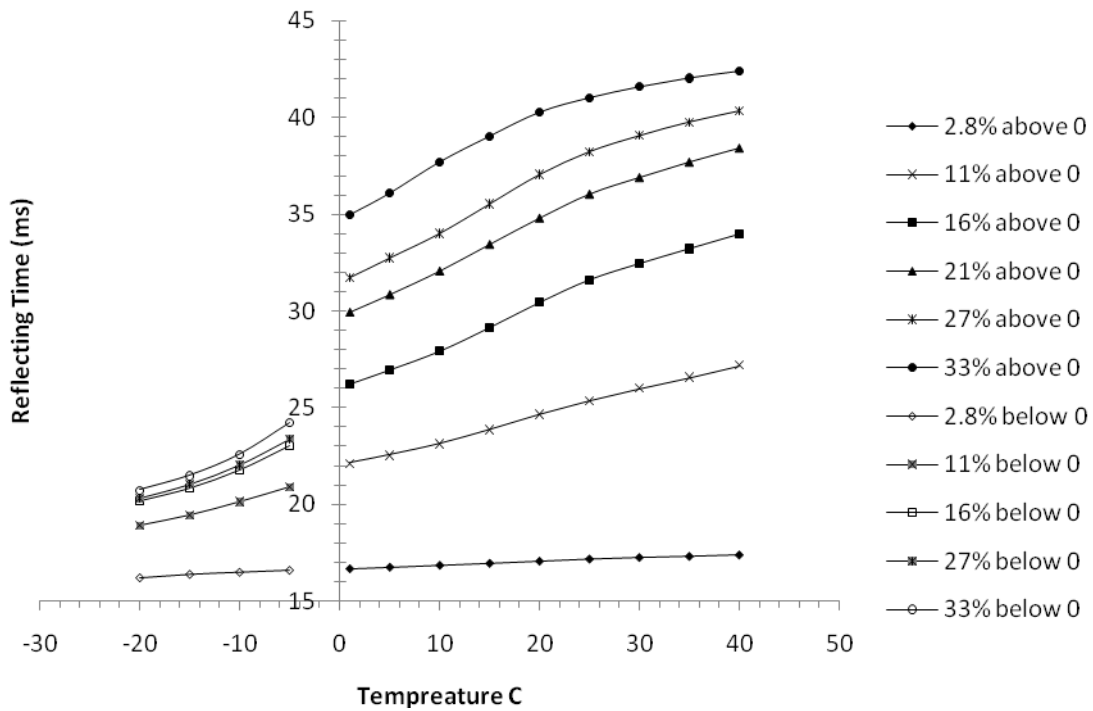 45
40
35
30
25
20
15
Reflecting Time (ms)
-30 -20 -10 0 10 20 30 40 50
Tempreature C
2.8% above 0
11% above 0
16% above 0
21% above 0
27% above 0
33% above 0
2.8% below 0
11% below 0
16% below 0
27% below 0
33% below 0